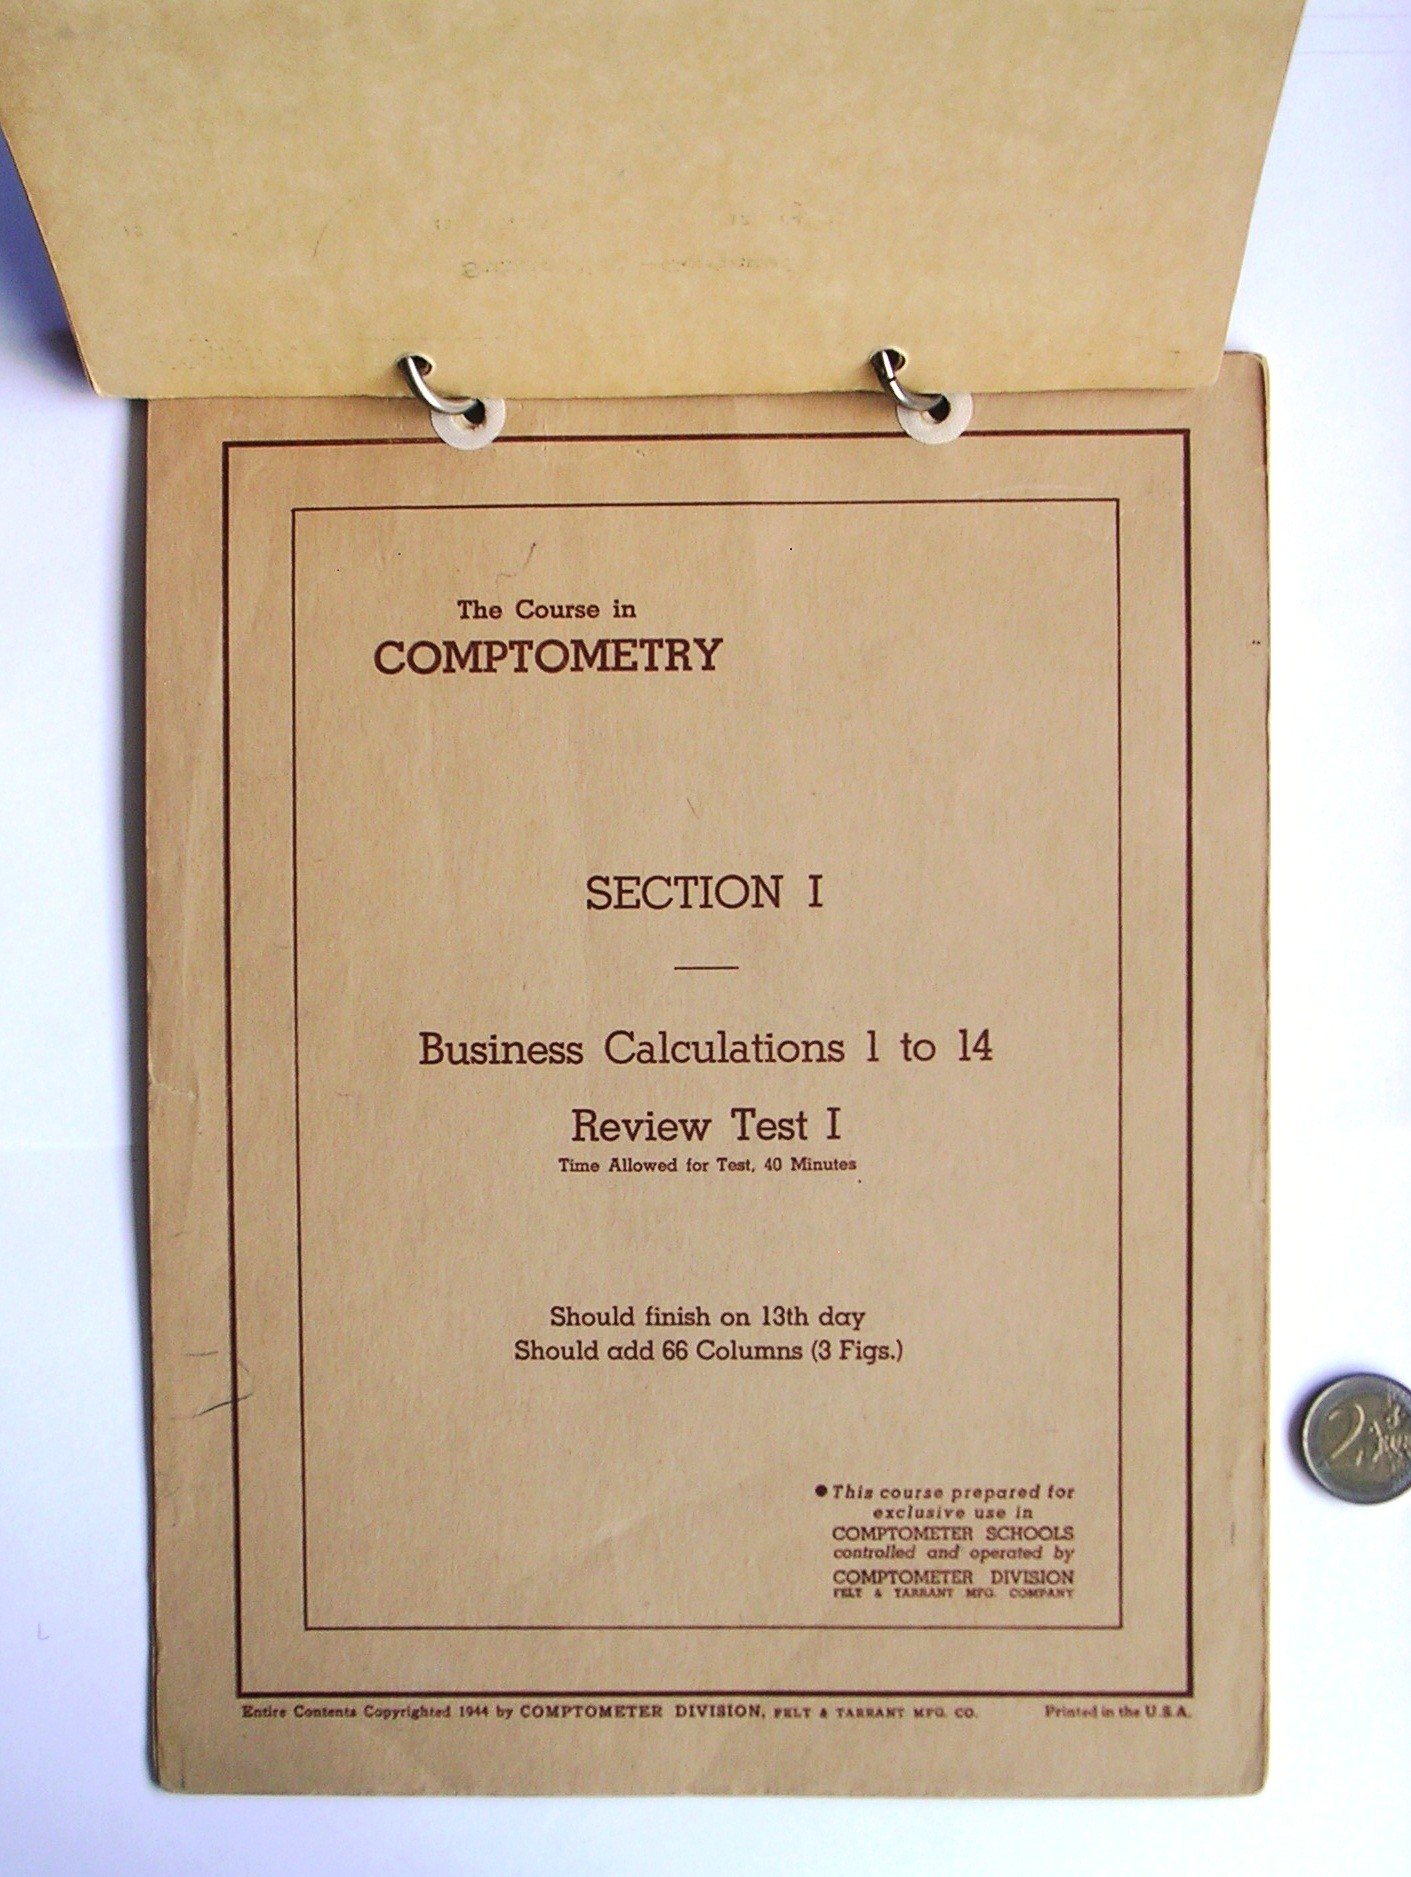 The Course in
COMPTOMETRY
SECTION I
Business Calculations 1 to 14
Review Test I
Time Allowed for Test, 40 Minutes
Should finish on 13th day
Should add 66 Columns (3 Figs.)
• This course prepared for
exclusive use in
COMPTOMETER SCHOOLS
controlled and operated by
COMPTOMETER DIVISION
FELT & TARRANT MFG. COMPANY
Entire Contents Copyrighted 1944 by COMPTOMETER DIVISION, FELT & TARRANT MFG. CO. Printed in the U.S.A.
2